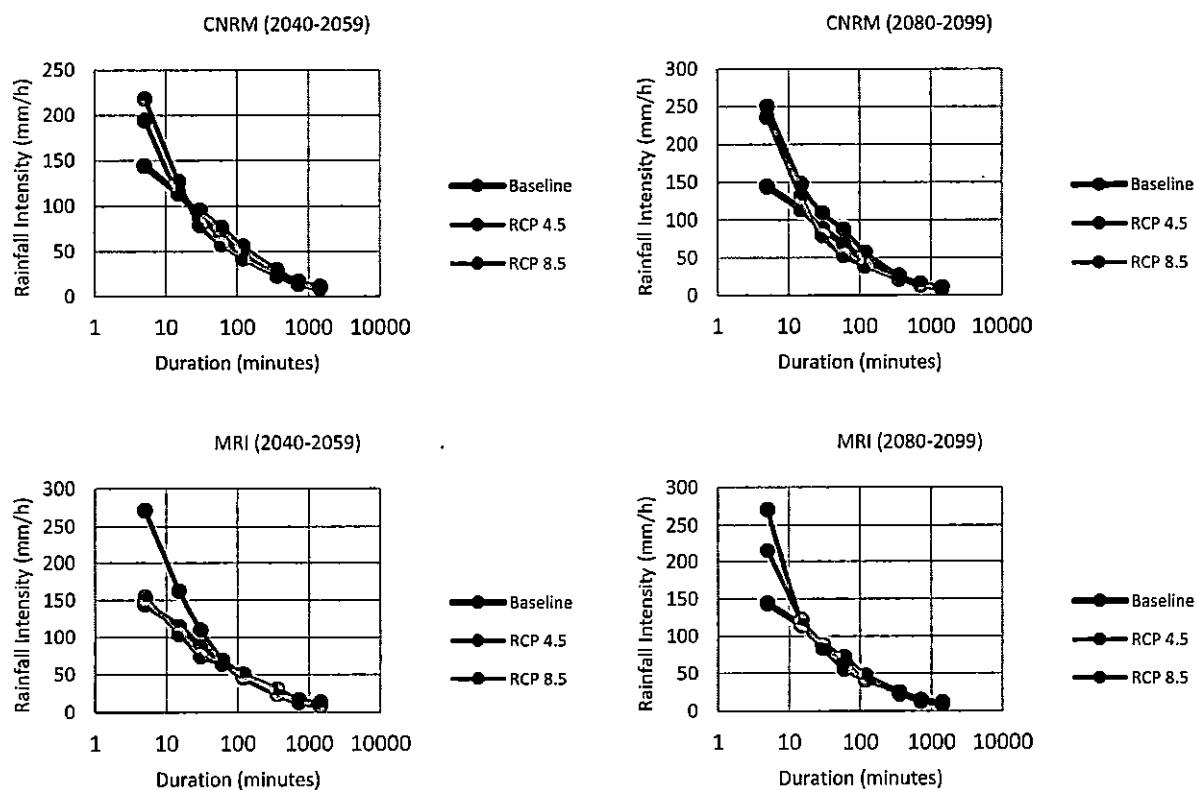 CNRM (2040-2059)
Rainfall Intensity (mm/h)
250
200
150
100
50
0
1 10 100 1000 10000
Duration (minutes)
Baseline
RCP 4.5
RCP 8.5
CNRM (2080-2099)
Rainfall Intensity (mm/h)
300
250
200
150
100
50
0
1 10 100 1000 10000
Duration (minutes)
Baseline
RCP 4.5
RCP 8.5
MRI (2040-2059)
Rainfall Intensity (mm/h)
300
250
200
150
100
50
0
1 10 100 1000 10000
Duration (minutes)
Baseline
RCP 4.5
RCP 8.5
MRI (2080-2099)
Rainfall Intensity (mm/h)
300
250
200
150
100
50
0
1 10 100 1000 10000
Duration (minutes)
Baseline
RCP 4.5
RCP 8.5